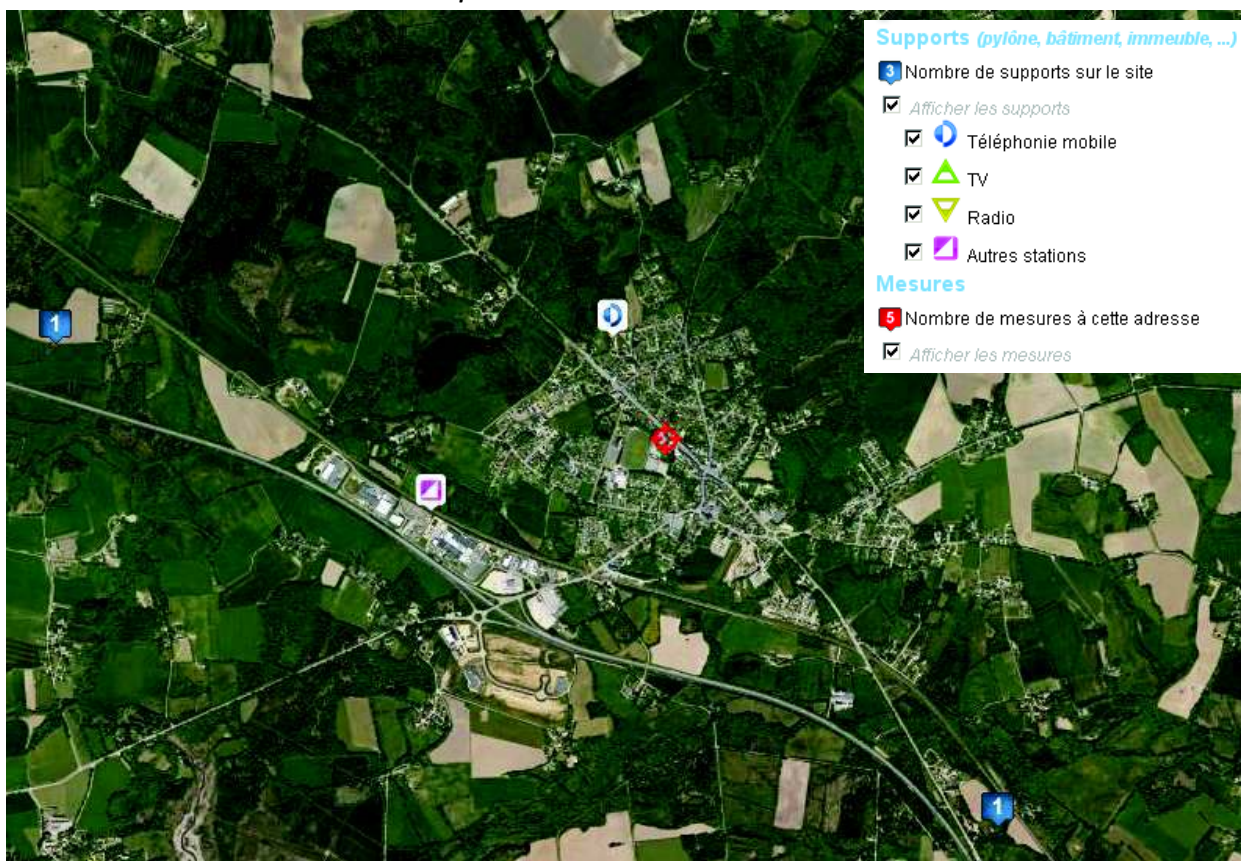 Supports (pylône, bâtiment, immeuble, ...)
3 Nombre de supports sur le site
Afficher les supports
Téléphonie mobile
TV
Radio
Autres stations
Mesures
5 Nombre de mesures à cette adresse
Afficher les mesures
1
1